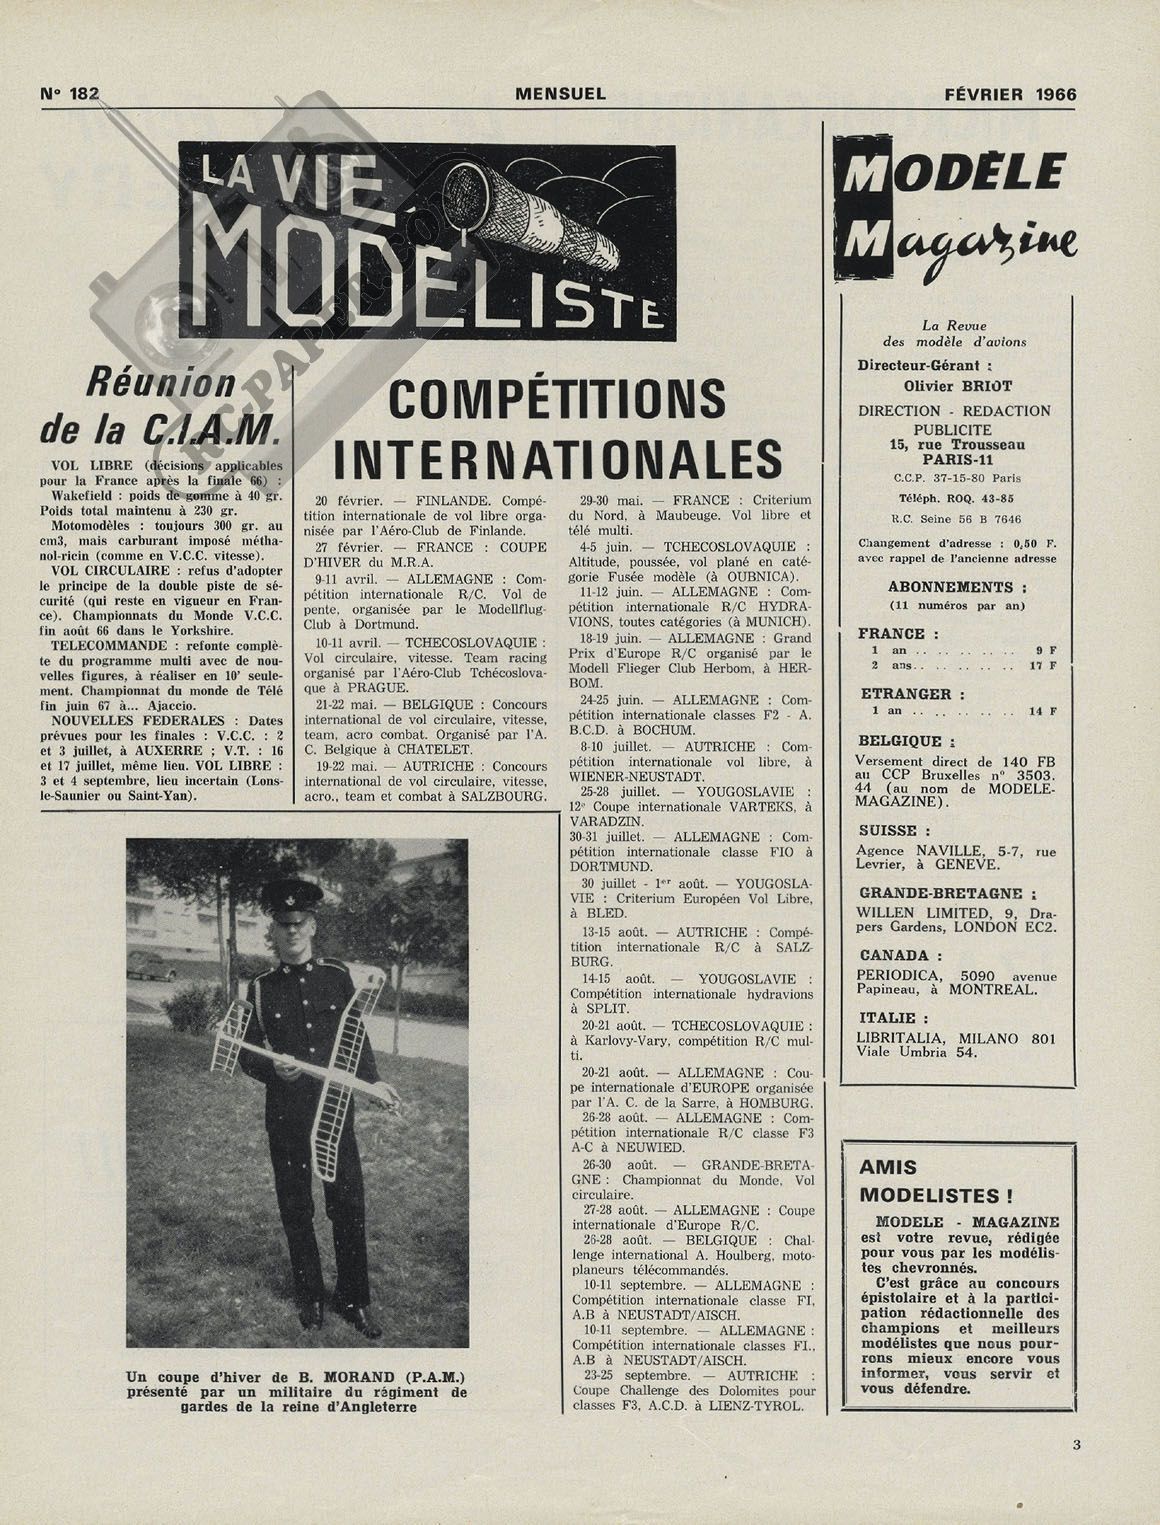 N° 182
MENSUEL
FÉVRIER 1966
LA VIE
MODÉLISTE
RC-PAPER.COM
Réunion
de la C.I.A.M.
VOL LIBRE (décisions applicables
pour la France après la finale 66) :
Wakefield : poids de gomme à 40 gr.
Poids total maintenu à 230 gr.
Motomodèles : toujours 300 gr. au
cm3, mais carburant imposé métha-
nol-ricin (comme en V.C.C. vitesse).
VOL CIRCULAIRE : refus d'adopter
le principe de la double piste de sé-
curité (qui reste en vigueur en Fran-
ce). Championnats du Monde V.C.C.
fin août 66 dans le Yorkshire.
TELECOMMANDE : refonte complè-
te du programme multi avec de nou-
velles figures, à réaliser en 10' seule-
ment. Championnat du monde de Télé
fin juin 67 à... Ajaccio.
NOUVELLES FEDERALES : Dates
prévues pour les finales : V.C.C. : 2
et 3 juillet, à AUXERRE ; V.T. : 16
et 17 juillet, même lieu. VOL LIBRE :
3 et 4 septembre, lieu incertain (Lons-
le-Saunier ou Saint-Yan).
COMPÉTITIONS
INTERNATIONALES
20 février. — FINLANDE. Compé-
tition internationale de vol libre orga-
nisée par l'Aéro-Club de Finlande.
27 février. — FRANCE : COUPE
D'HIVER du M.R.A.
9-11 avril. — ALLEMAGNE : Com-
pétition internationale R/C. Vol de
pente, organisée par le Modellflug-
Club à Dortmund.
10-11 avril. — TCHECOSLOVAQUIE :
Vol circulaire, vitesse. Team racing
organisé par l'Aéro-Club Tchécoslova-
que à PRAGUE.
21-22 mai. — BELGIQUE : Concours
international de vol circulaire, vitesse,
team, acro combat. Organisé par l'A.
C. Belgique à CHATELET.
19-22 mai. — AUTRICHE : Concours
international de vol circulaire, vitesse,
acro., team et combat à SALZBOURG.
29-30 mai. — FRANCE : Criterium
du Nord, à Maubeuge. Vol libre et
télé multi.
4-5 juin. — TCHECOSLOVAQUIE :
Altitude, poussée, vol plané en caté-
gorie Fusée modèle (à OUBNICA).
11-12 juin. — ALLEMAGNE : Com-
pétition internationale R/C HYDRA-
VIONS, toutes catégories (à MUNICH).
18-19 juin. — ALLEMAGNE : Grand
Prix d'Europe R/C organisé par le
Modell Flieger Club Herbom, à HER-
BOM.
24-25 juin. — ALLEMAGNE : Com-
pétition internationale classes F2 - A.
B.C.D. à BOCHUM.
8-10 juillet. — AUTRICHE : Com-
pétition internationale vol libre, à
WIENER-NEUSTADT.
25-28 juillet. — YOUGOSLAVIE :
12e Coupe internationale VARTEKS, à
VARADZIN.
30-31 juillet. — ALLEMAGNE : Com-
pétition internationale classe FIO à
DORTMUND.
30 juillet - 1er août. — YOUGOSLA-
VIE : Criterium Européen Vol Libre,
à BLED.
13-15 août. — AUTRICHE : Compé-
tition internationale R/C à SALZ-
BURG.
14-15 août. — YOUGOSLAVIE :
Compétition internationale hydravions
à SPLIT.
20-21 août. — TCHECOSLOVAQUIE :
à Karlovy-Vary, compétition R/C mul-
ti.
20-21 août. — ALLEMAGNE : Cou-
pe internationale d'EUROPE organisée
par l'A. C. de la Sarre, à HOMBURG.
26-28 août. — ALLEMAGNE : Com-
pétition internationale R/C classe F3
A-C à NEUWIED.
26-30 août. — GRANDE-BRETA-
GNE : Championnat du Monde, Vol
circulaire.
27-28 août. — ALLEMAGNE : Coupe
internationale d'Europe R/C.
26-28 août. — BELGIQUE : Chal-
lenge international A. Houlberg, moto-
planeurs télécommandés.
10-11 septembre. — ALLEMAGNE :
Compétition internationale classe FI,
A.B à NEUSTADT/AISCH.
10-11 septembre. — ALLEMAGNE :
Compétition internationale classes FI.,
A.B à NEUSTADT/AISCH.
23-25 septembre. — AUTRICHE :
Coupe Challenge des Dolomites pour
classes F3, A.C.D. à LIENZ-TYROL.
Un coupe d'hiver de B. MORAND (P.A.M.)
présenté par un militaire du régiment de
gardes de la reine d'Angleterre
MODÈLE
Magazine
La Revue
des modèle d'avions
Directeur-Gérant :
Olivier BRIOT
DIRECTION - REDACTION
PUBLICITE
15, rue Trousseau
PARIS-11
C.C.P. 37-15-80 Paris
Téléph. ROQ. 43-85
R.C. Seine 56 B 7646
Changement d'adresse : 0,50 F.
avec rappel de l'ancienne adresse
ABONNEMENTS :
(11 numéros par an)
FRANCE :
1 an .. .. .. .. .. 9 F
2 ans.. .. .. .. .. 17 F
ETRANGER :
1 an .. .. .. .. .. 14 F
BELGIQUE :
Versement direct de 140 FB
au CCP Bruxelles n° 3503.
44 (au nom de MODELE-
MAGAZINE).
SUISSE :
Agence NAVILLE, 5-7, rue
Levrier, à GENEVE.
GRANDE-BRETAGNE :
WILLEN LIMITED, 9, Dra-
pers Gardens, LONDON EC2.
CANADA :
PERIODICA, 5090 avenue
Papineau, à MONTREAL.
ITALIE :
LIBRITALIA, MILANO 801
Viale Umbria 54.
AMIS
MODELISTES !
MODELE - MAGAZINE
est votre revue, rédigée
pour vous par les modélis-
tes chevronnés.
C'est grâce au concours
épistolaire et à la partici-
pation rédactionnelle des
champions et meilleurs
modélistes que nous pour-
rons mieux encore vous
informer, vous servir et
vous défendre.
3